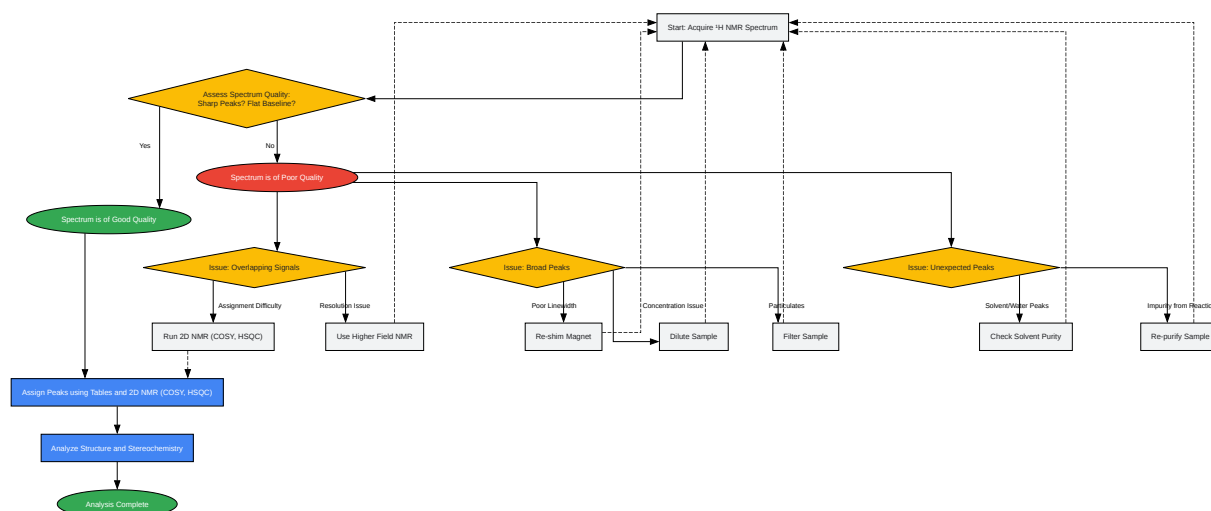 Start: Acquire ¹H NMR Spectrum
Assess Spectrum Quality:
Sharp Peaks? Flat Baseline?
Yes
No
Spectrum is of Poor Quality
Spectrum is of Good Quality
Issue: Overlapping Signals
Issue: Broad Peaks
Issue: Unexpected Peaks
Assignment Difficulty
Resolution Issue
Poor Linewidth
Concentration Issue
Particulates
Solvent/Water Peaks
Impurity from Reactio
Run 2D NMR (COSY, HSQC)
Use Higher Field NMR
Re-shim Magnet
Dilute Sample
Filter Sample
Check Solvent Purity
Re-purify Sample
Assign Peaks using Tables and 2D NMR (COSY, HSQC)
Analyze Structure and Stereochemistry
Analysis Complete